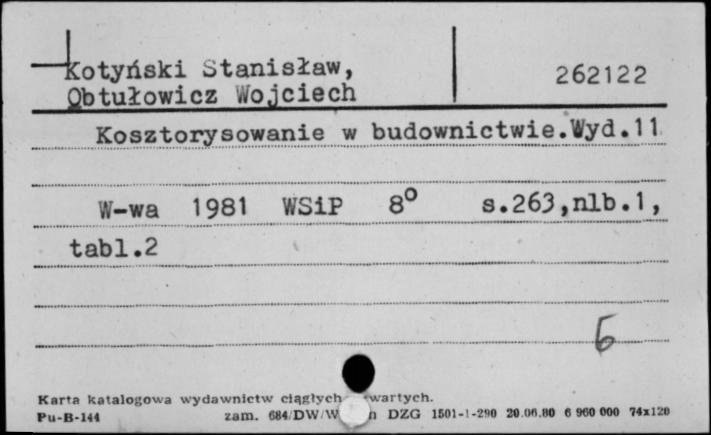 Kotyński Stanisław,
262122
Obtułowicz Wojciech
Kosztorysowanie w budownictwie.Wyd.11
W-wa 1981 WSiP 8° s.263,nlb.1,
tabl.2
6
Karta katalogowa wydawnictw ciągłych wartych.
Pu-B-144 zam. 684/DW/W n DZG 1501-1-290 20.06.80 6 960 000 74x120